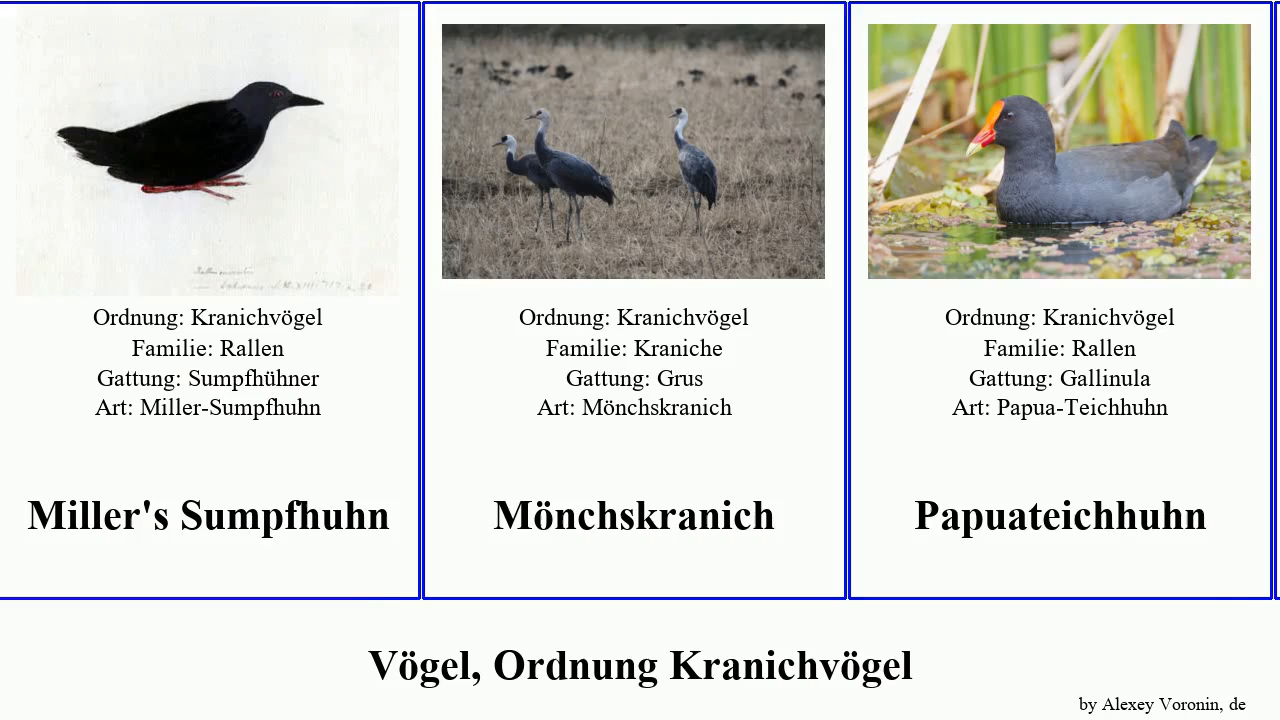 Ordnung: Kranichvögel
Familie: Rallen
Gattung: Sumpfhühner
Art: Miller-Sumpfhuhn
Miller's Sumpfhuhn
Ordnung: Kranichvögel
Familie: Kraniche
Gattung: Grus
Art: Mönchskranich
Mönchskranich
Ordnung: Kranichvögel
Familie: Rallen
Gattung: Gallinula
Art: Papua-Teichhuhn
Papuateichhuhn
Vögel, Ordnung Kranichvögel
by Alexey Voronin, de